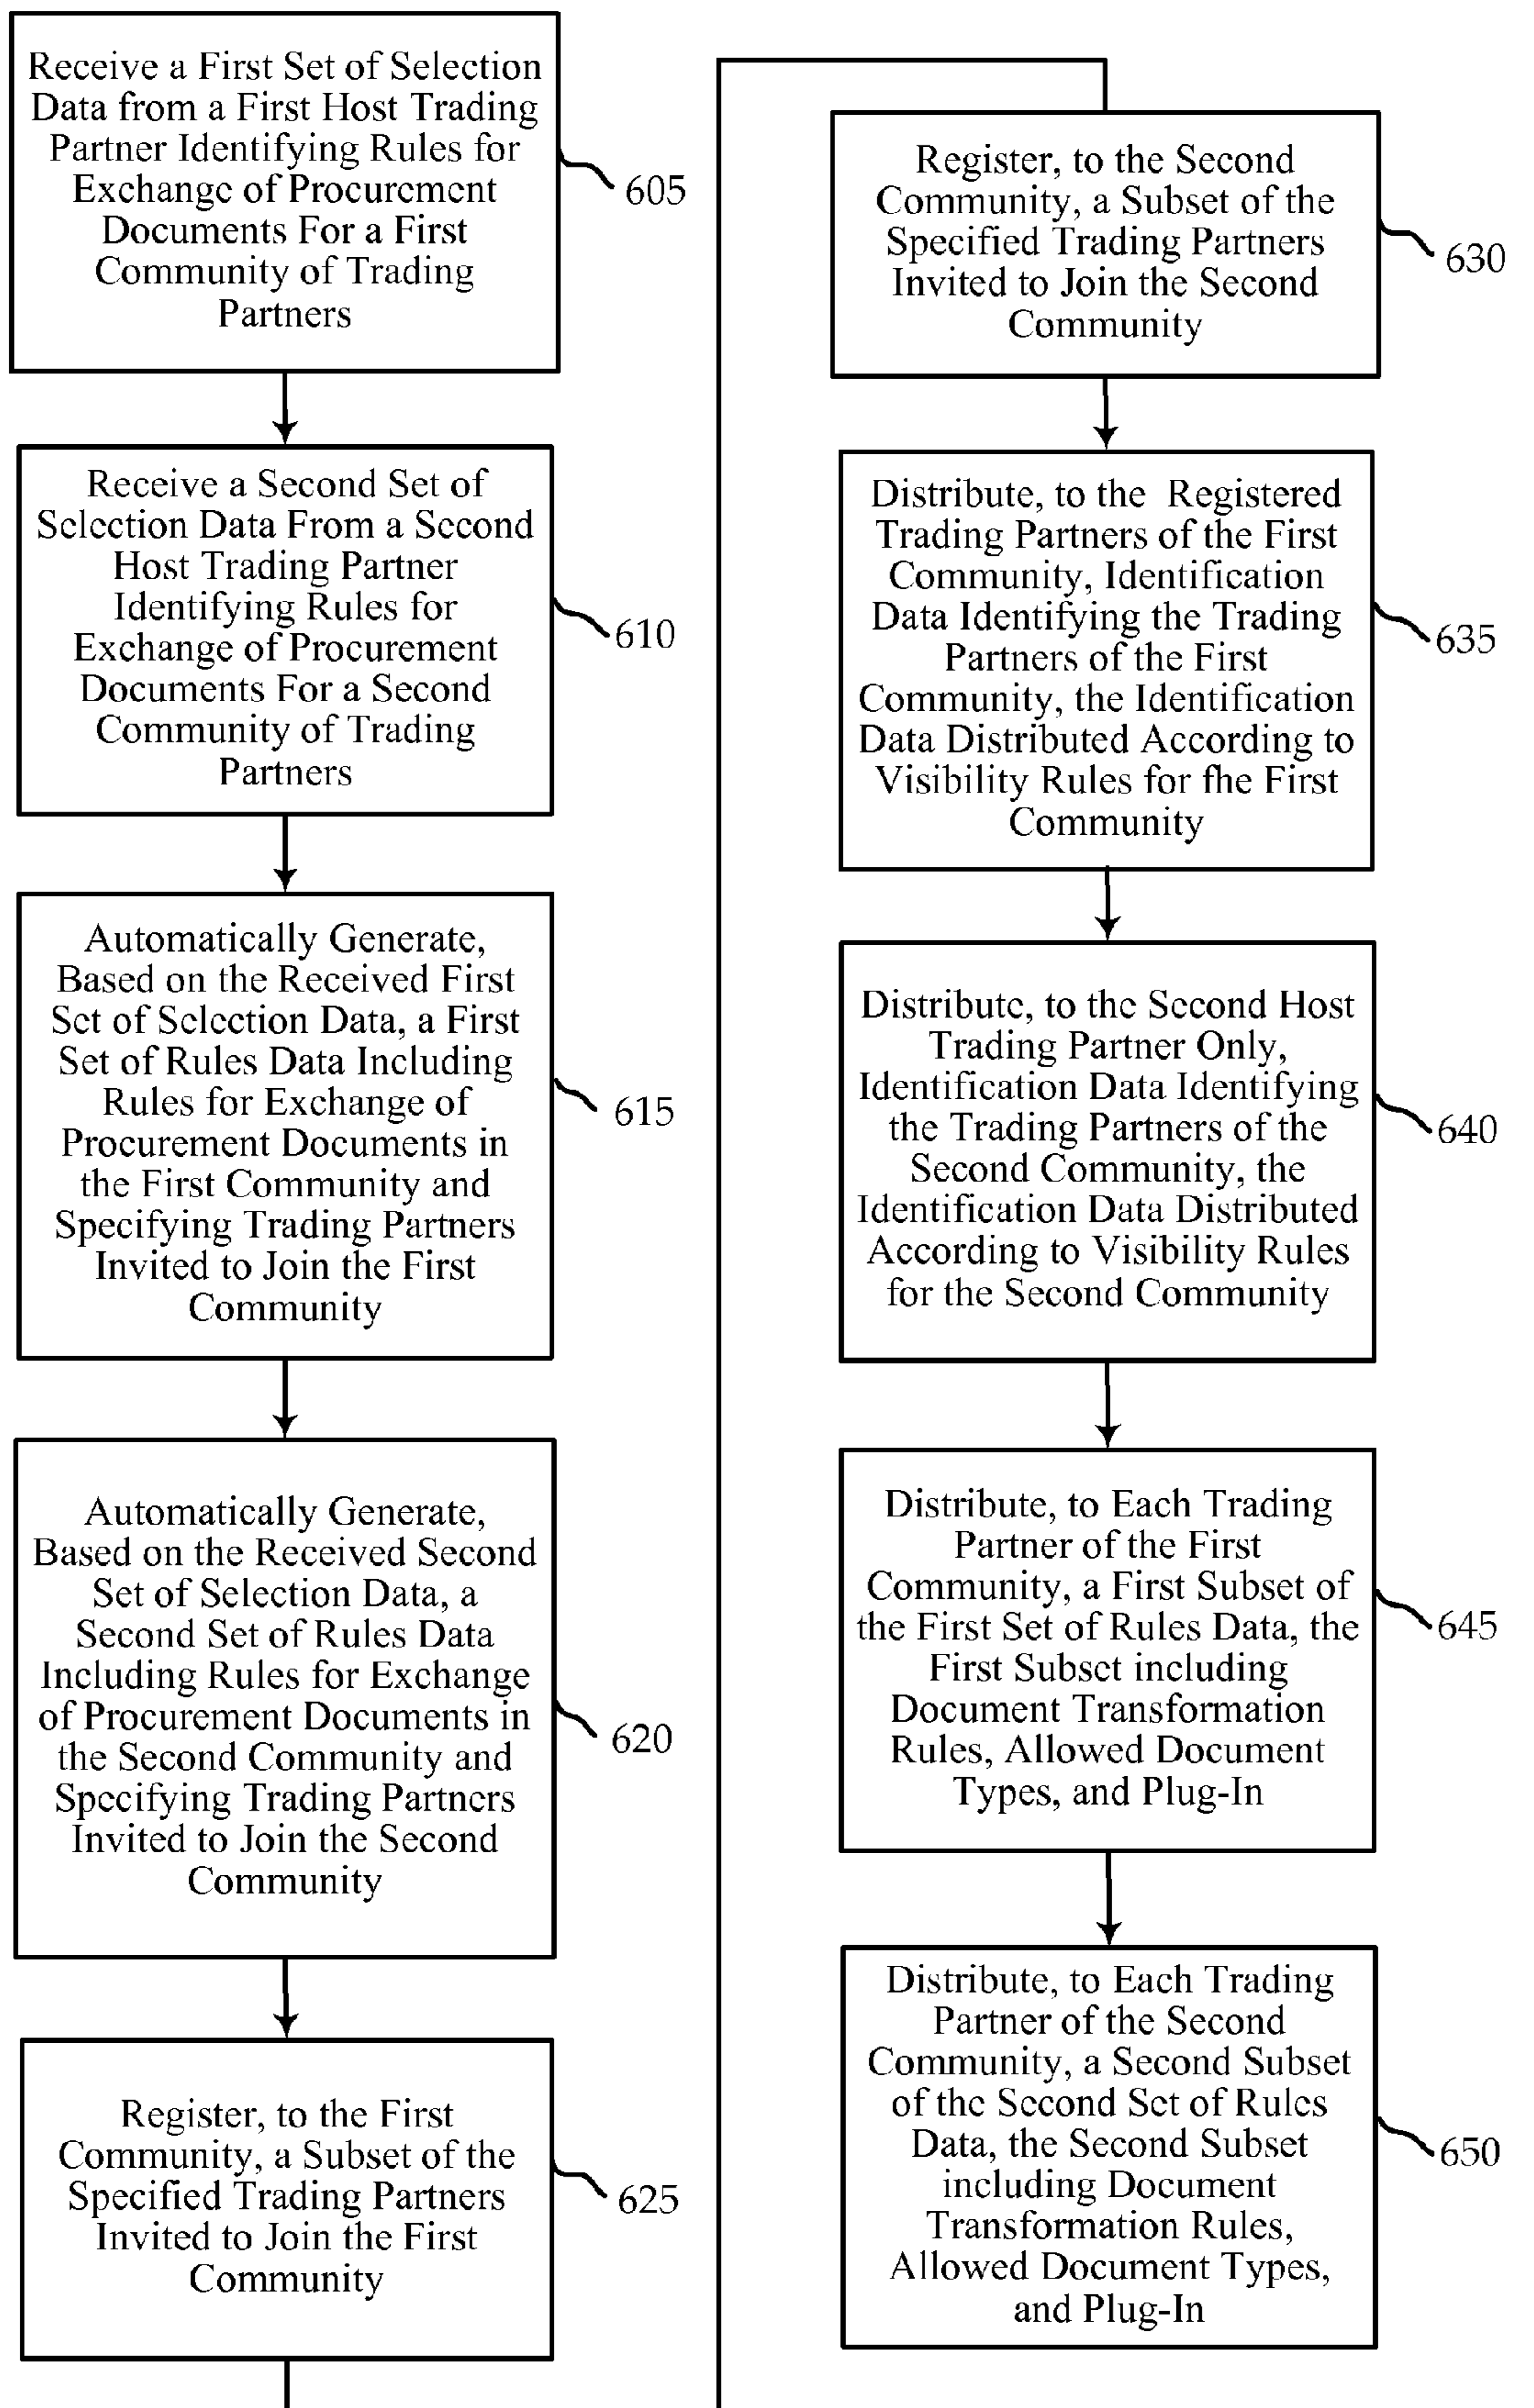 Receive a First Set of Selection
Data from a First Host Trading
Partner Identifying Rules for
Exchange of Procurement
Documents For a First
Community of Trading
Partners
605
Receive a Second Set of
Selection Data From a Second
Host Trading Partner
Identifying Rules for
Exchange of Procurement
Documents For a Second
Community of Trading
Partners
610
Automatically Generate,
Based on the Received First
Set of Selection Data, a First
Set of Rules Data Including
Rules for Exchange of
Procurement Documents in
the First Community and
Specifying Trading Partners
Invited to Join the First
Community
615
Automatically Generate,
Based on the Received Second
Set of Selection Data, a
Second Set of Rules Data
Including Rules for Exchange
of Procurement Documents in
the Second Community and
Specifying Trading Partners
Invited to Join the Second
Community
620
Register, to the First
Community, a Subset of the
Specified Trading Partners
Invited to Join the First
Community
625
Register, to the Second
Community, a Subset of the
Specified Trading Partners
Invited to Join the Second
Community
630
Distribute, to the Registered
Trading Partners of the First
Community, Identification
Data Identifying the Trading
Partners of the First
Community, the Identification
Data Distributed According to
Visibility Rules for fhe First
Community
635
Distribute, to the Second Host
Trading Partner Only,
Identification Data Identifying
the Trading Partners of the
Second Community, the
Identification Data Distributed
According to Visibility Rules
for the Second Community
640
Distribute, to Each Trading
Partner of the First
Community, a First Subset of
the First Set of Rules Data, the
First Subset including
Document Transformation
Rules, Allowed Document
Types, and Plug-In
645
Distribute, to Each Trading
Partner of the Second
Community, a Second Subset
of the Second Set of Rules
Data, the Second Subset
including Document
Transformation Rules,
Allowed Document Types,
and Plug-In
650